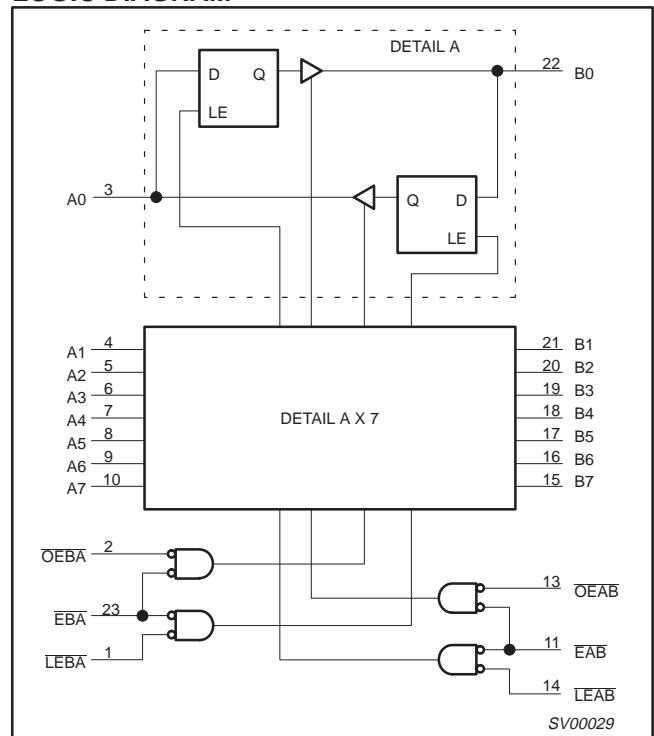 LOGIC DIAGRAM
DETAIL A
D Q
LE
22 B0
A0 3
Q D
LE
A1 4
A2 5
A3 6
A4 7
A5 8
A6 9
A7 10
DETAIL A X 7
21 B1
20 B2
19 B3
18 B4
17 B5
16 B6
15 B7
OEBA 2
EBA 23
LEBA 1
13 OEAB
11 EAB
14 LEAB
SV00029